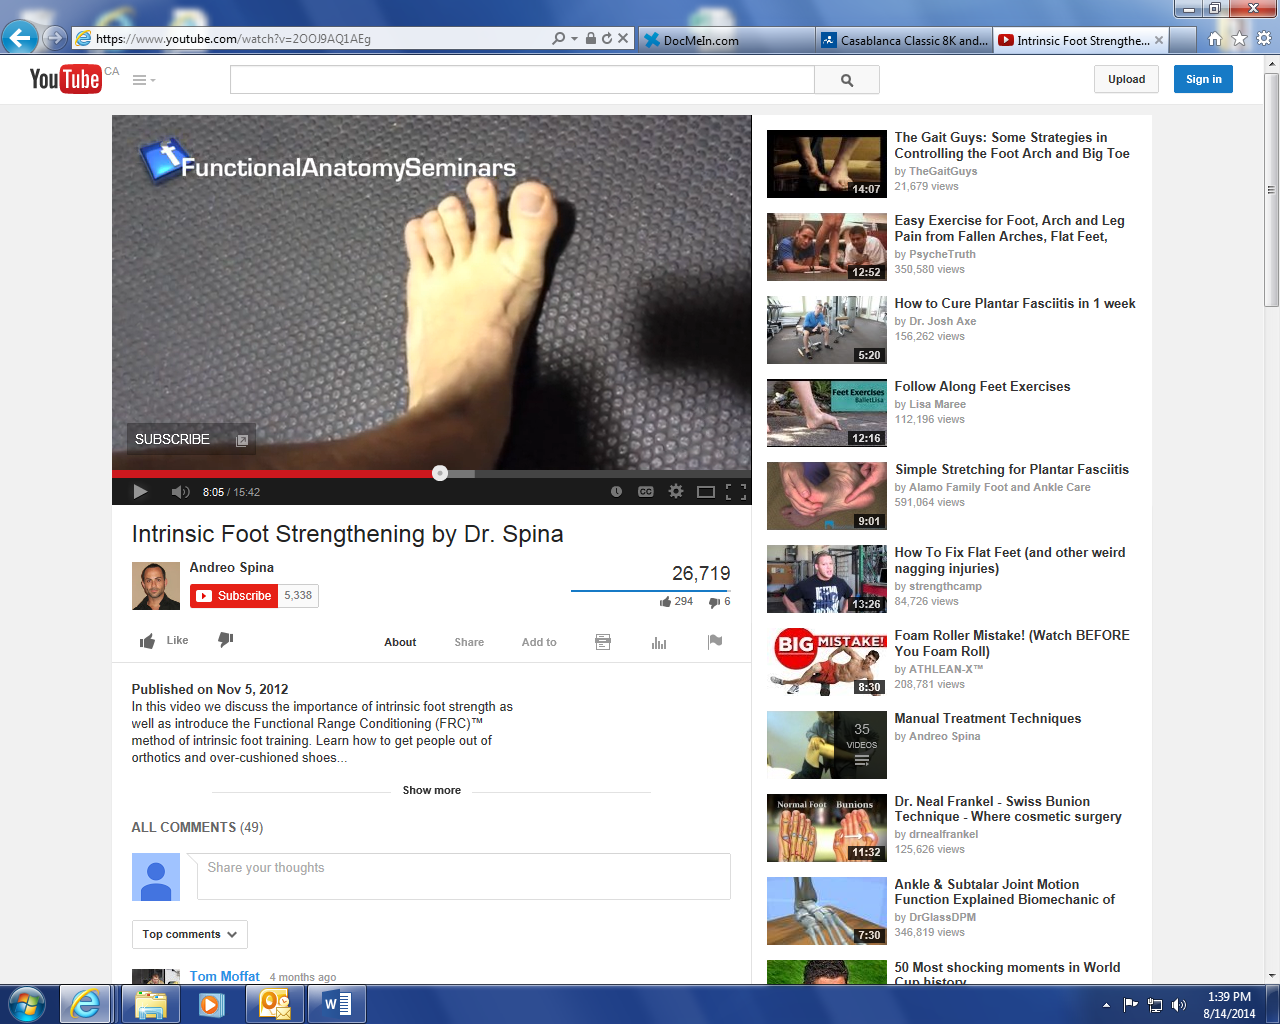 https://www.youtube.com/watch?v=2OOJ9AQ1AEg
DocMeIn.com
Casablanca Classic 8K and...
Intrinsic Foot Strengthe...
YouTube CA
Upload
Sign in
FunctionalAnatomySeminars
SUBSCRIBE
8:05 / 15:42
CC
Intrinsic Foot Strengthening by Dr. Spina
Andreo Spina
Subscribe 5,338
26,719
294 6
Like
About
Share
Add to
Published on Nov 5, 2012
In this video we discuss the importance of intrinsic foot strength as
well as introduce the Functional Range Conditioning (FRC)™
method of intrinsic foot training. Learn how to get people out of
orthotics and over-cushioned shoes...
Show more
ALL COMMENTS (49)
Share your thoughts
Top comments
Tom Moffat 4 months ago
14:07
The Gait Guys: Some Strategies in
Controlling the Foot Arch and Big Toe
by TheGaitGuys
21,679 views
12:52
Easy Exercise for Foot, Arch and Leg
Pain from Fallen Arches, Flat Feet,
by PsycheTruth
350,580 views
5:20
How to Cure Plantar Fasciitis in 1 week
by Dr. Josh Axe
156,262 views
Feet Exercises
BalletLisa
12:16
Follow Along Feet Exercises
by Lisa Maree
112,196 views
9:01
Simple Stretching for Plantar Fasciitis
by Alamo Family Foot and Ankle Care
591,064 views
13:26
How To Fix Flat Feet (and other weird
nagging injuries)
by strengthcamp
84,726 views
BIG MISTAKE!
8:30
Foam Roller Mistake! (Watch BEFORE
You Foam Roll)
by ATHLEAN-X™
208,781 views
35
VIDEOS
Manual Treatment Techniques
by Andreo Spina
Normal Foot Bunions
11:32
Dr. Neal Frankel - Swiss Bunion
Technique - Where cosmetic surgery
by drnealfrankel
125,626 views
7:30
Ankle & Subtalar Joint Motion
Function Explained Biomechanic of
by DrGlassDPM
346,819 views
50 Most shocking moments in World
Cup history
1:39 PM
8/14/2014